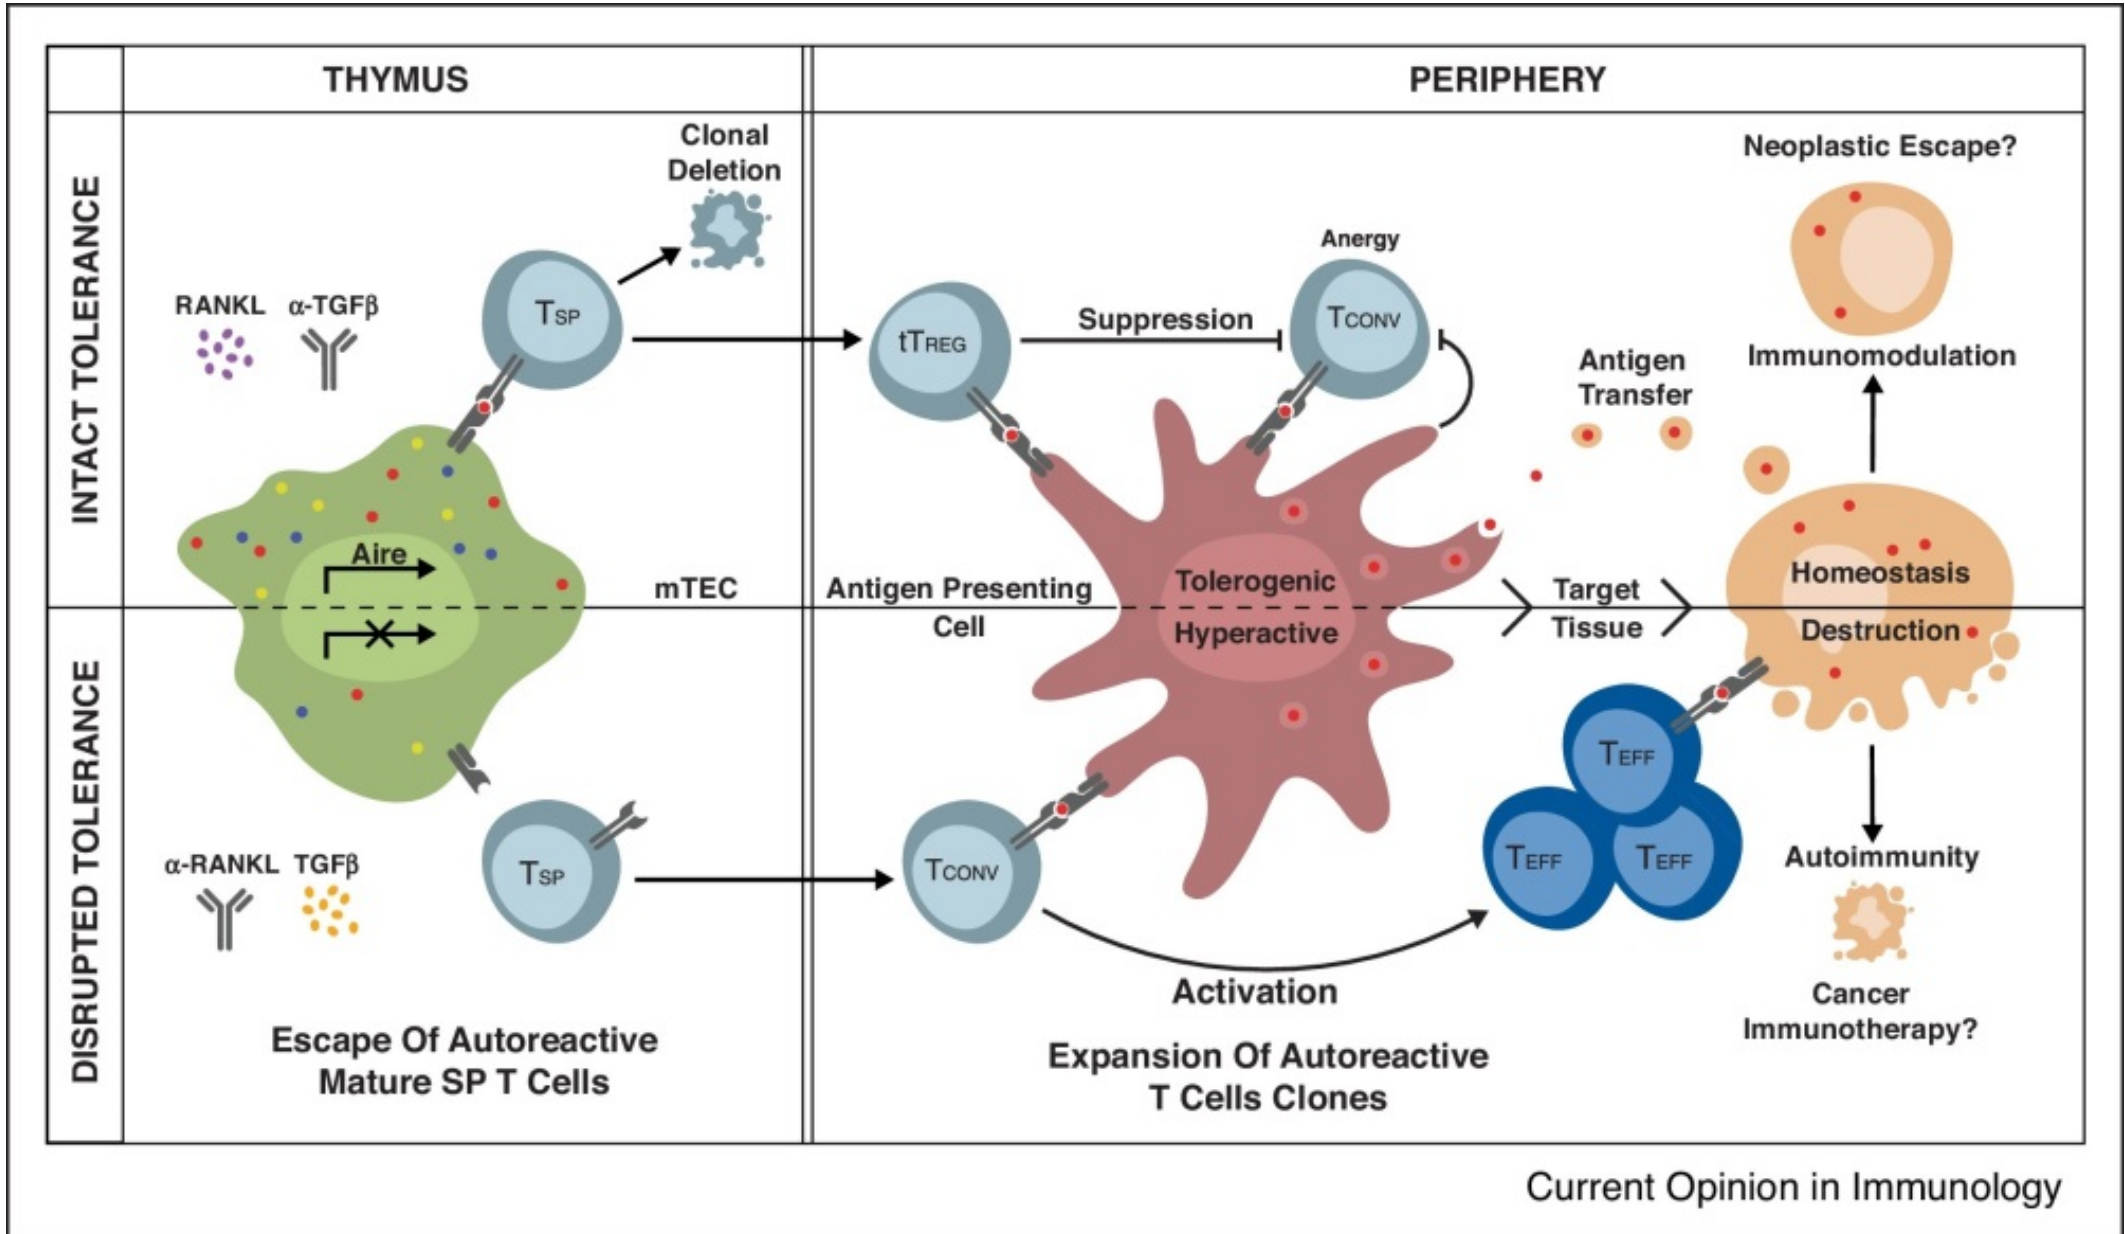 THYMUS
PERIPHERY
INTACT TOLERANCE
Clonal
Deletion
Neoplastic Escape?
RANKL
α-TGFβ
TSP
Anergy
tTREG
Suppression
TCONV
Antigen
Transfer
Immunomodulation
Aire
mTEC
Antigen Presenting
Cell
Tolerogenic
Hyperactive
Target
Tissue
Homeostasis
Destruction
DISRUPTED TOLERANCE
α-RANKL
TGFβ
TSP
TCONV
TEFF
TEFF
TEFF
Autoimmunity
Activation
Cancer
Immunotherapy?
Escape Of Autoreactive
Mature SP T Cells
Expansion Of Autoreactive
T Cells Clones
Current Opinion in Immunology